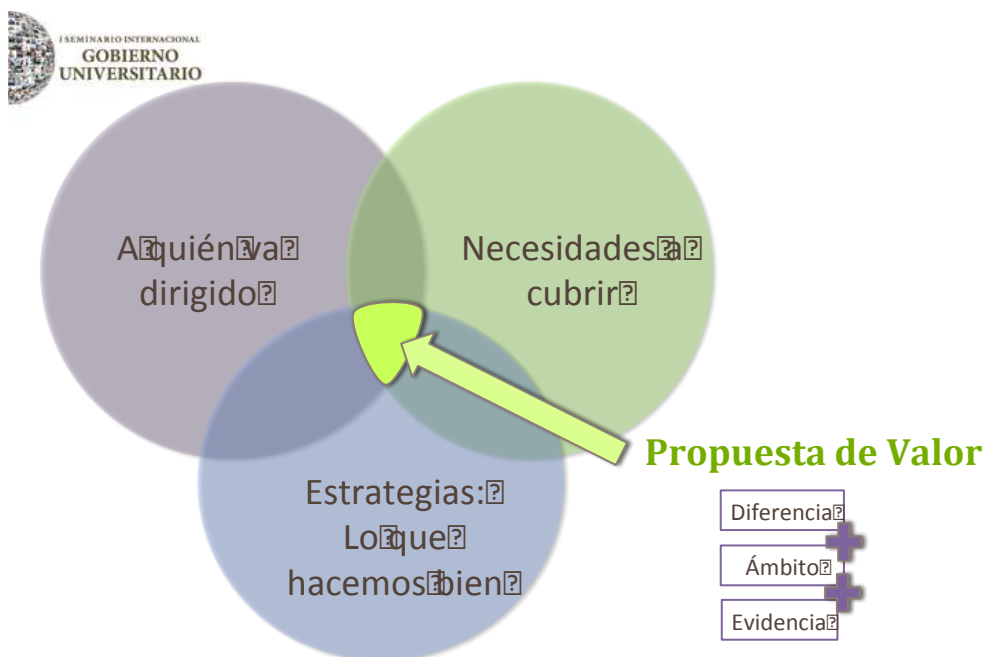 I SEMINARIO INTERNACIONAL
GOBIERNO
UNIVERSITARIO
A quién va
dirigido
Necesidades a
cubrir
Estrategias:
Lo que
hacemos bien
Propuesta de Valor
Diferencia
Ámbito
Evidencia